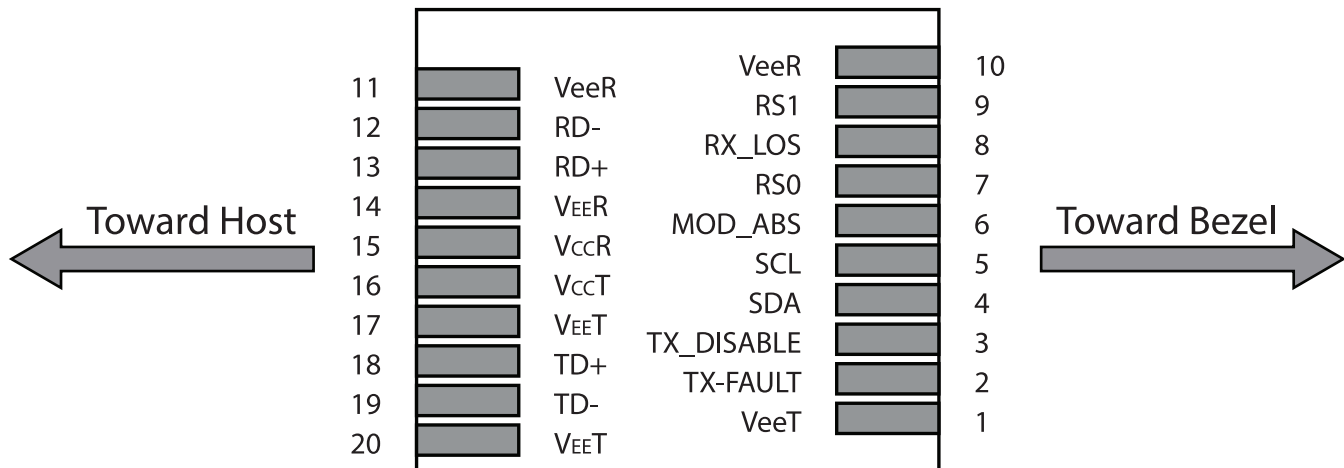 Toward Host
11 VeeR
12 RD-
13 RD+
14 VEER
15 VCCR
16 VCCT
17 VEET
18 TD+
19 TD-
20 VEET
VeeR 10
RS1 9
RX_LOS 8
RS0 7
MOD_ABS 6
SCL 5
SDA 4
TX_DISABLE 3
TX-FAULT 2
VeeT 1
Toward Bezel